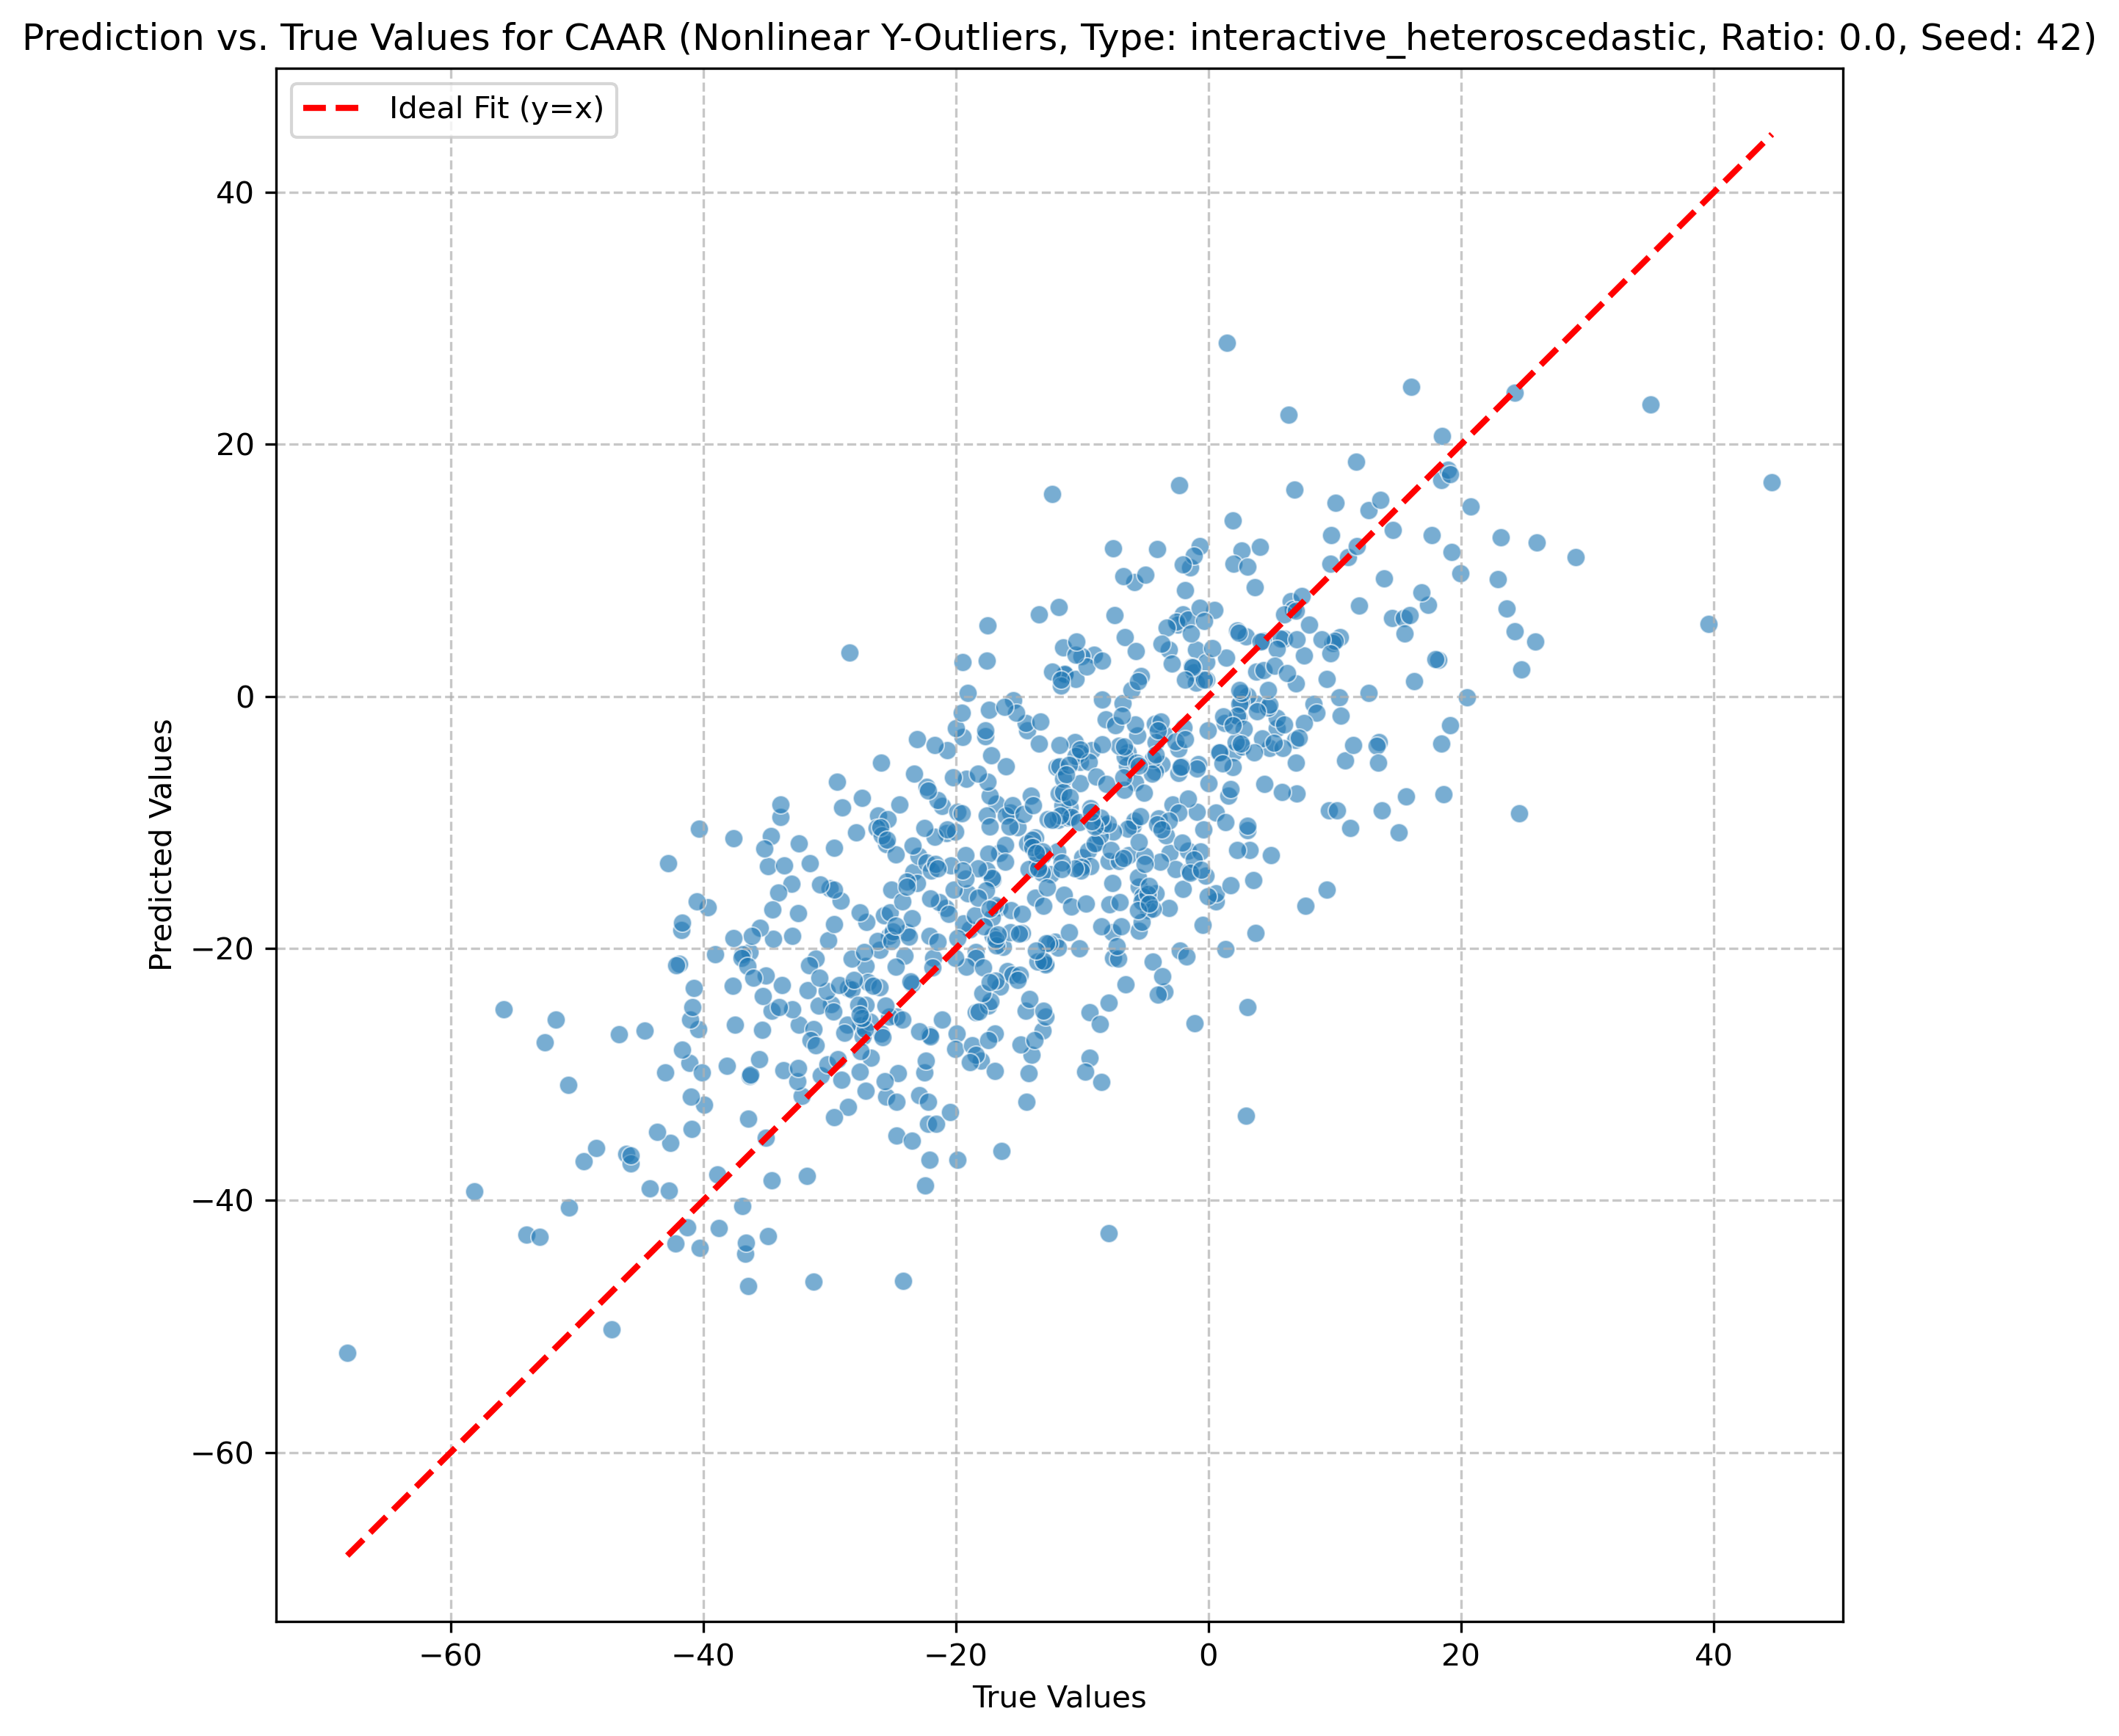 Prediction vs. True Values for CAAR (Nonlinear Y-Outliers, Type: interactive_heteroscedastic, Ratio: 0.0, Seed: 42)
Ideal Fit (y=x)
40
20
0
−20
−40
−60
Predicted Values
−60 −40 −20 0 20 40
True Values